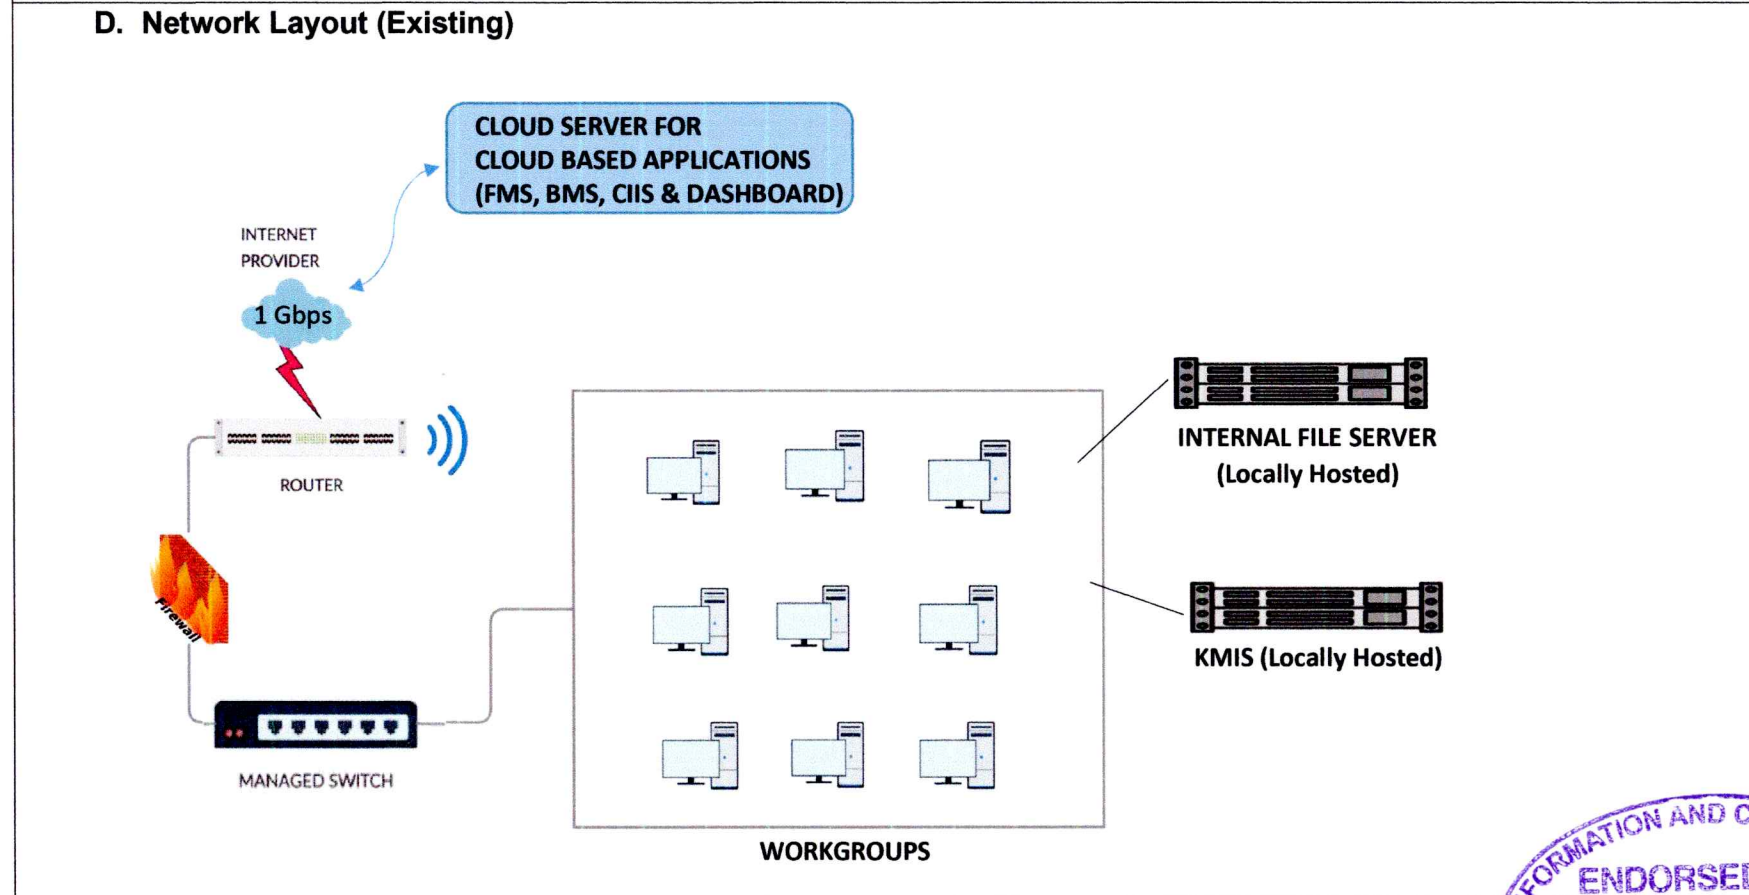 D. Network Layout (Existing)
CLOUD SERVER FOR
CLOUD BASED APPLICATIONS
(FMS, BMS, CIIS & DASHBOARD)
INTERNET
PROVIDER
1 Gbps
ROUTER
Firewall
MANAGED SWITCH
WORKGROUPS
INTERNAL FILE SERVER
(Locally Hosted)
KMIS (Locally Hosted)
AND